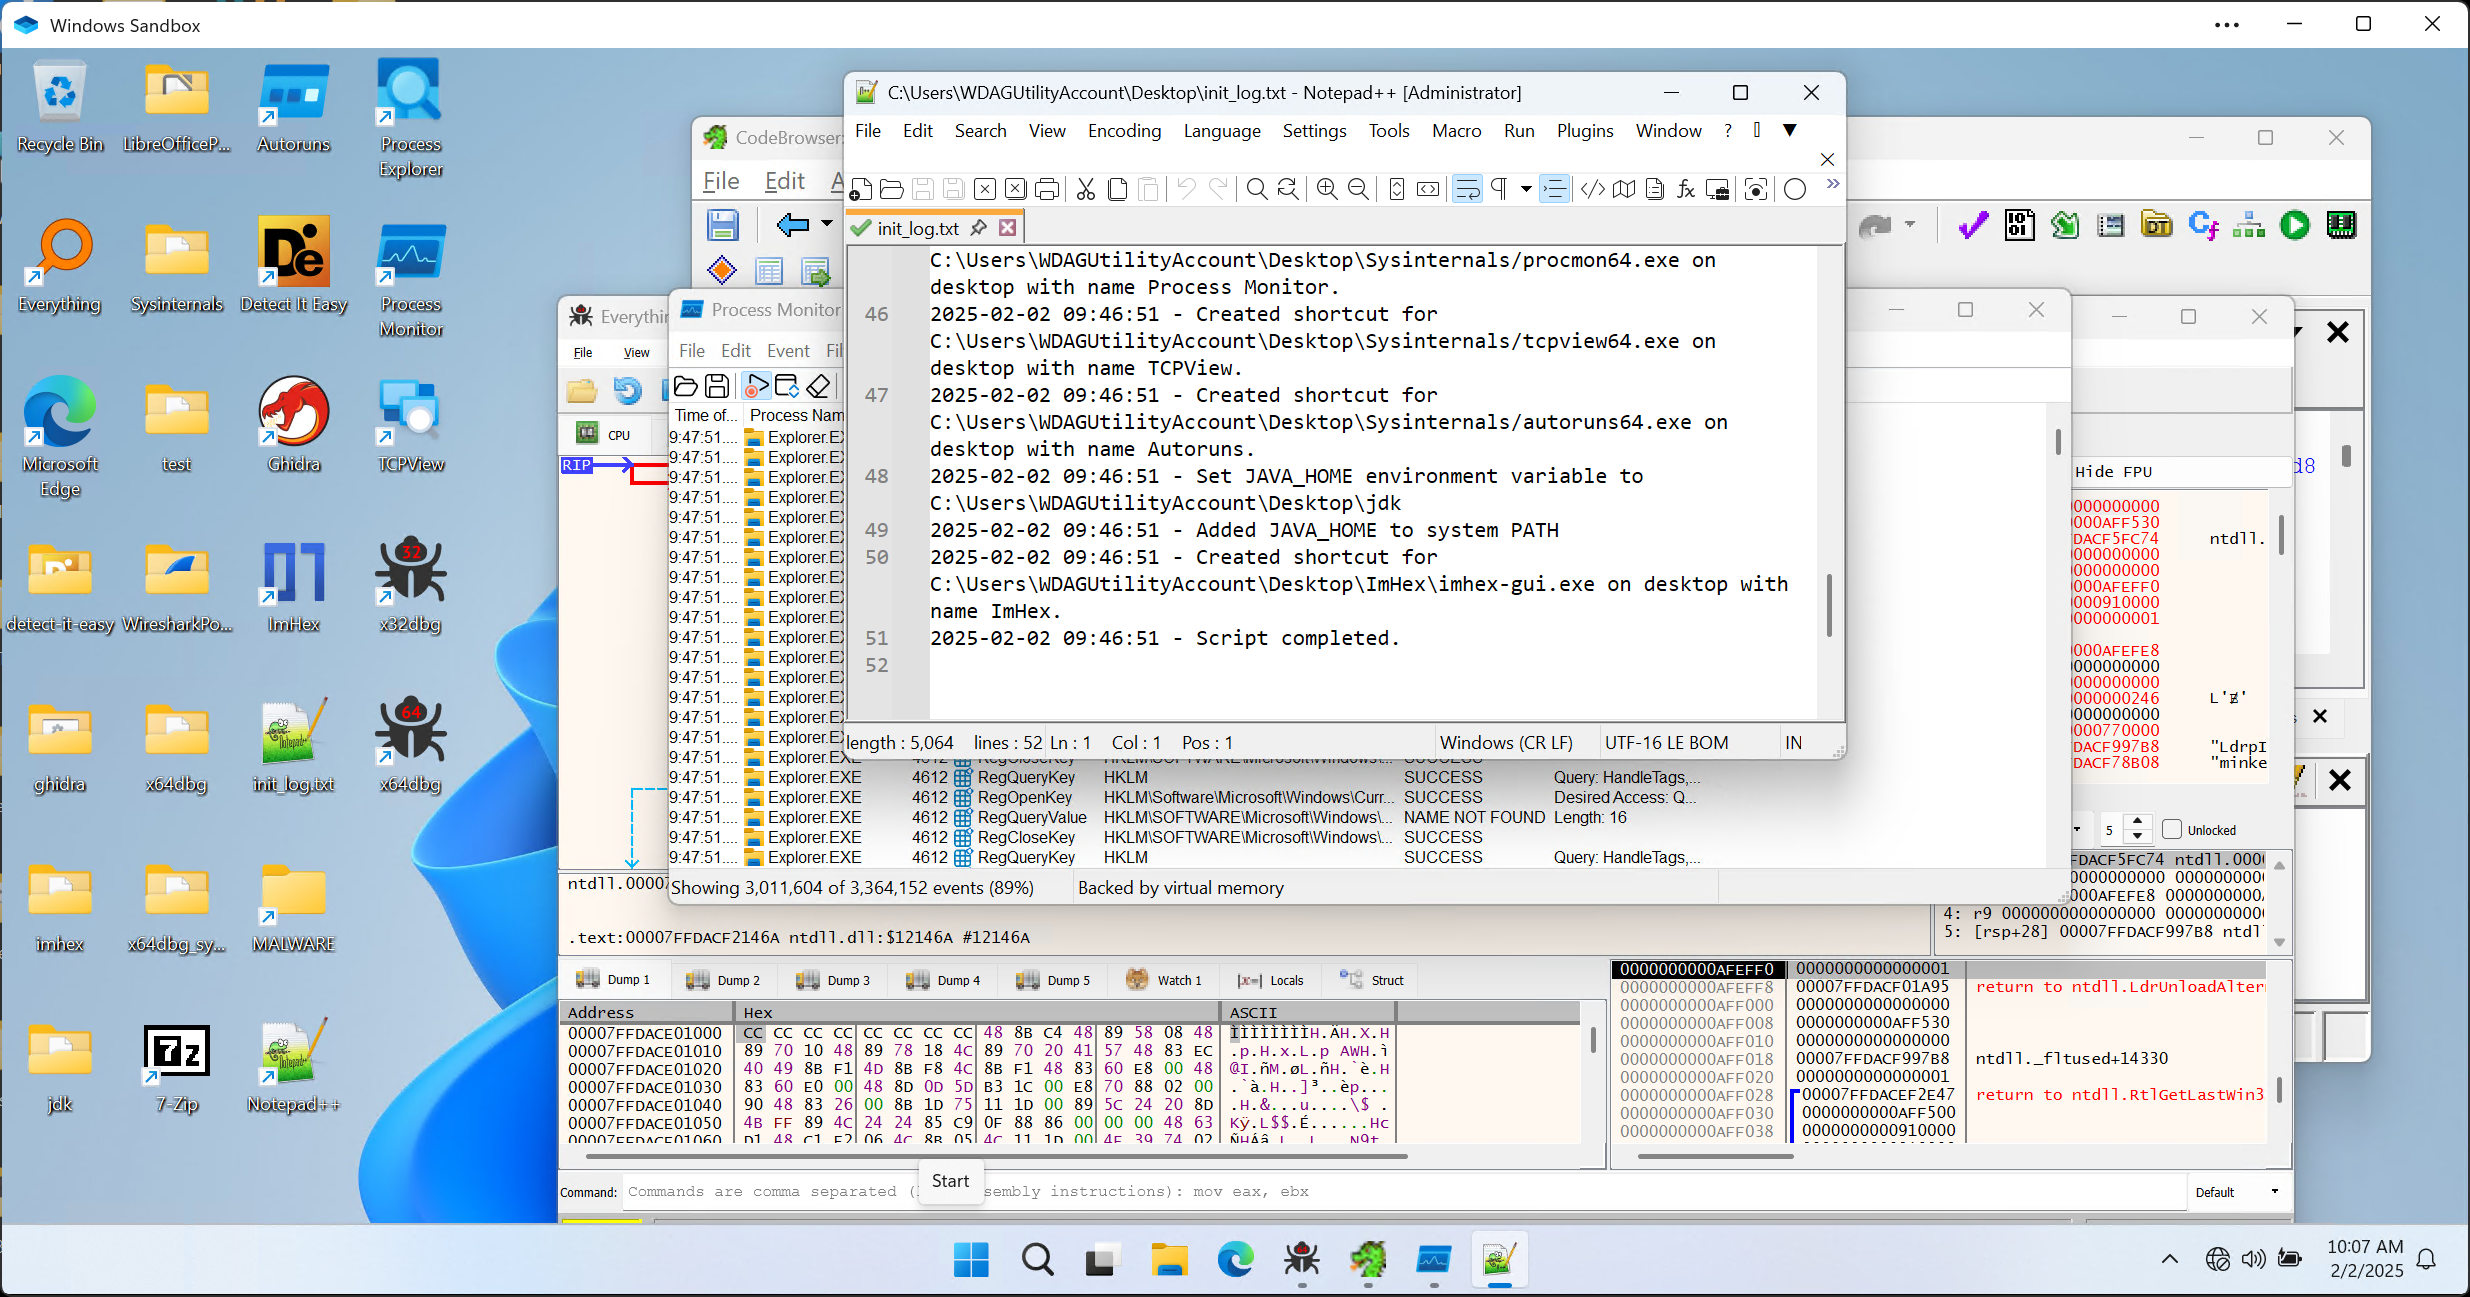 Windows Sandbox
Recycle Bin
LibreOfficeP...
Autoruns
Process Explorer
Everything
Sysinternals
Detect It Easy
Process Monitor
Microsoft Edge
test
Ghidra
TCPView
detect-it-easy
WiresharkPo...
ImHex
x32dbg
ghidra
x64dbg
init_log.txt
x64dbg
imhex
x64dbg_sy...
MALWARE
jdk
7-Zip
Notepad++
C:\Users\WDAGUtilityAccount\Desktop\init_log.txt - Notepad++ [Administrator]
File Edit Search View Encoding Language Settings Tools Macro Run Plugins Window ?
init_log.txt
C:\Users\WDAGUtilityAccount\Desktop\Sysinternals/procmon64.exe on
desktop with name Process Monitor.
46 2025-02-02 09:46:51 - Created shortcut for
C:\Users\WDAGUtilityAccount\Desktop\Sysinternals/tcpview64.exe on
desktop with name TCPView.
47 2025-02-02 09:46:51 - Created shortcut for
C:\Users\WDAGUtilityAccount\Desktop\Sysinternals/autoruns64.exe on
desktop with name Autoruns.
48 2025-02-02 09:46:51 - Set JAVA_HOME environment variable to
C:\Users\WDAGUtilityAccount\Desktop\jdk
49 2025-02-02 09:46:51 - Added JAVA_HOME to system PATH
50 2025-02-02 09:46:51 - Created shortcut for
C:\Users\WDAGUtilityAccount\Desktop\ImHex\imhex-gui.exe on desktop with
name ImHex.
51 2025-02-02 09:46:51 - Script completed.
52
length : 5,064 lines : 52 Ln : 1 Col : 1 Pos : 1 Windows (CR LF) UTF-16 LE BOM IN
CodeBrowser:
File Edit
Process Monitor
File Edit Event
Time of... Process Nam
9:47:51.... Explorer.EXE 4612 RegQueryKey HKLM SUCCESS Query: HandleTags,...
9:47:51.... Explorer.EXE 4612 RegOpenKey HKLM\Software\Microsoft\Windows\Curr... SUCCESS Desired Access: Q...
9:47:51.... Explorer.EXE 4612 RegQueryValue HKLM\SOFTWARE\Microsoft\Windows\... NAME NOT FOUND Length: 16
9:47:51.... Explorer.EXE 4612 RegCloseKey HKLM\SOFTWARE\Microsoft\Windows\... SUCCESS
9:47:51.... Explorer.EXE 4612 RegQueryKey HKLM SUCCESS Query: HandleTags,...
Showing 3,011,604 of 3,364,152 events (89%) Backed by virtual memory
File View
CPU
RIP
Hide FPU
ntdll.
5 Unlocked
4: r9 0000000000000000
5: [rsp+28] 00007FFDACF997B8 ntdl
.text:00007FFDACF2146A ntdll.dll:$12146A #12146A
Dump 1 Dump 2 Dump 3 Dump 4 Dump 5 Watch 1 Locals Struct
Address Hex ASCII
00007FFDACE01000 CC CC CC CC CC CC CC CC 48 8B C4 48 89 58 08 48 ÌÌÌÌÌÌÌÌH.ÄH.X.H
00007FFDACE01010 89 70 10 48 89 78 18 4C 89 70 20 41 57 48 83 EC .p.H.x.L.p AWH.ì
00007FFDACE01020 40 49 8B F1 4D 8B F8 4C 8B F1 48 83 60 E8 00 48 @I.ñM.øL.ñH.`è.H
00007FFDACE01030 83 60 E0 00 48 8D 0D 5D B3 1C 00 E8 70 88 02 00 .`à.H..]³..èp...
00007FFDACE01040 90 48 83 26 00 8B 1D 75 11 1D 00 89 5C 24 20 8D .H.&...u....\$ .
00007FFDACE01050 4B FF 89 4C 24 24 85 C9 0F 88 86 00 00 00 48 63 Kÿ.L$$.É......Hc
0000000000AFEFF0 0000000000000001
0000000000AFEFF8 00007FFDACF01A95 return to ntdll.LdrUnloadAlter
0000000000AFF000 0000000000000000
0000000000AFF008 0000000000AFF530
0000000000AFF010 0000000000000000
0000000000AFF018 00007FFDACF997B8 ntdll._fltused+14330
0000000000AFF020 0000000000000001
0000000000AFF028 00007FFDACEF2E47 return to ntdll.RtlGetLastWin3
0000000000AFF030 0000000000AFF500
0000000000AFF038 0000000000910000
Command: Commands are comma separated
sembly instructions): mov eax, ebx
Default
Start
10:07 AM
2/2/2025